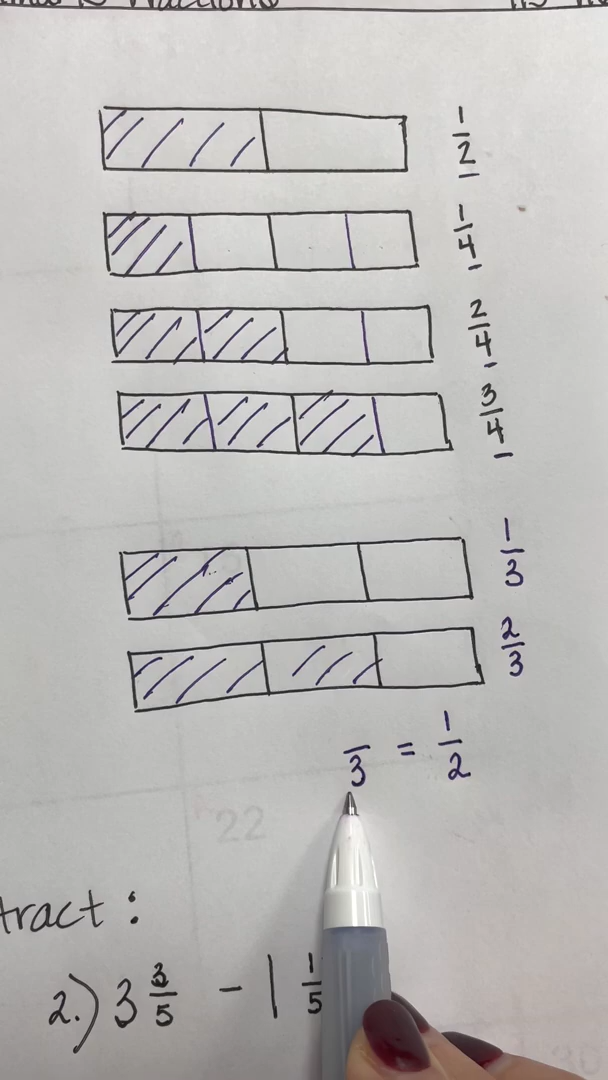 1/2
1/4
2/4
3/4
1/3
2/3
/3 = 1/2
22
tract:
2.) 3 3/5 - 1 1/5